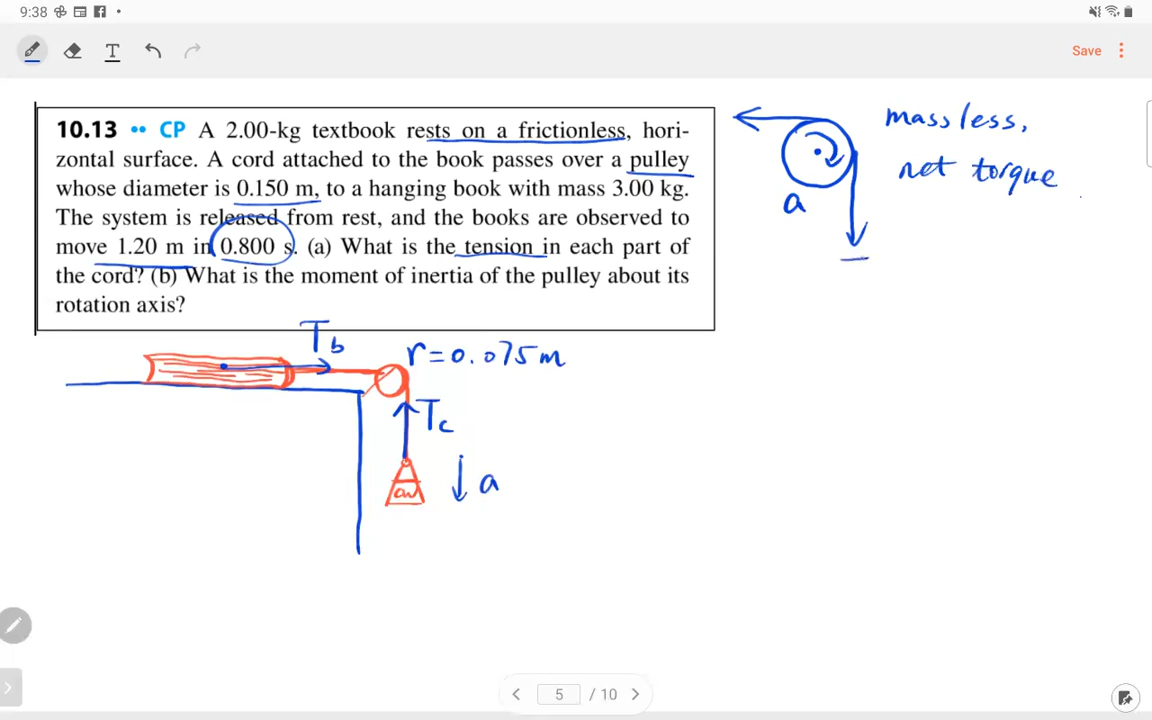 9:38
T
Save
10.13 •• CP A 2.00-kg textbook rests on a frictionless, hori-
zontal surface. A cord attached to the book passes over a pulley
whose diameter is 0.150 m, to a hanging book with mass 3.00 kg.
The system is released from rest, and the books are observed to
move 1.20 m in 0.800 s. (a) What is the tension in each part of
the cord? (b) What is the moment of inertia of the pulley about its
rotation axis?
massless,
net torque
a
Tb
r=0.075m
Tc
a
5 / 10